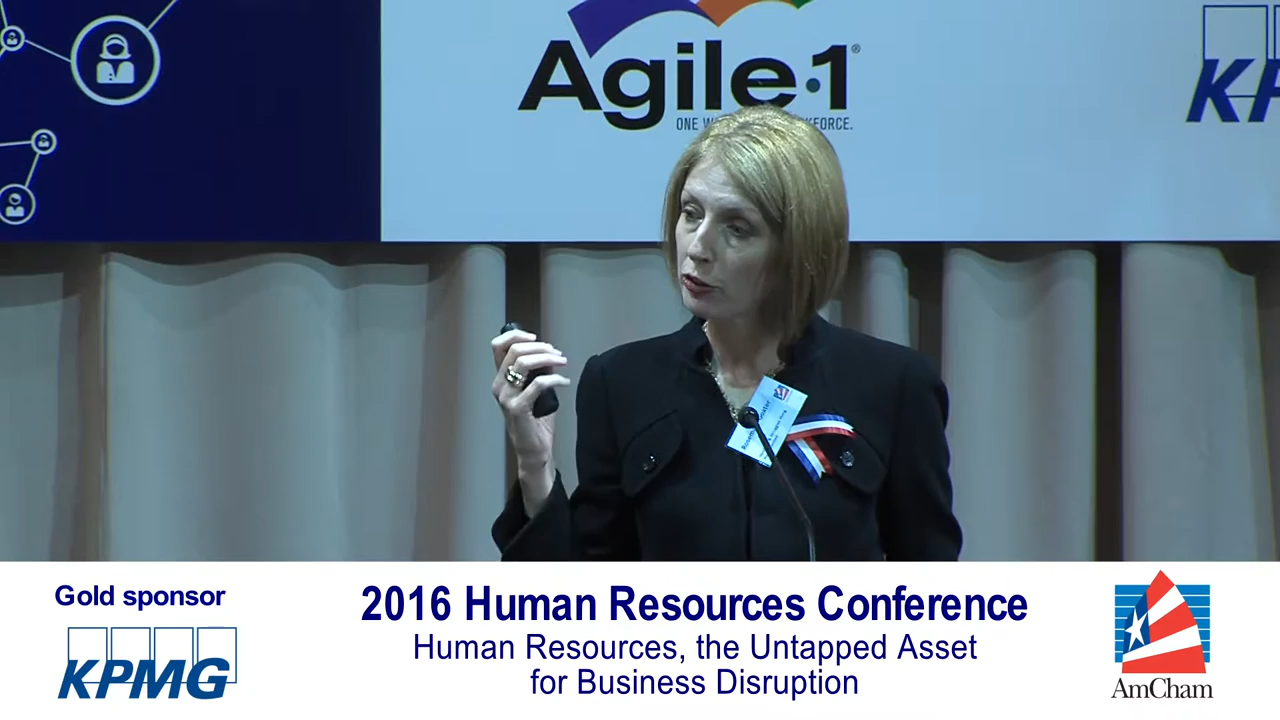 Agile·1®
ONE W KFORCE.
KP
Gold sponsor
KPMG
2016 Human Resources Conference
Human Resources, the Untapped Asset
for Business Disruption
AmCham